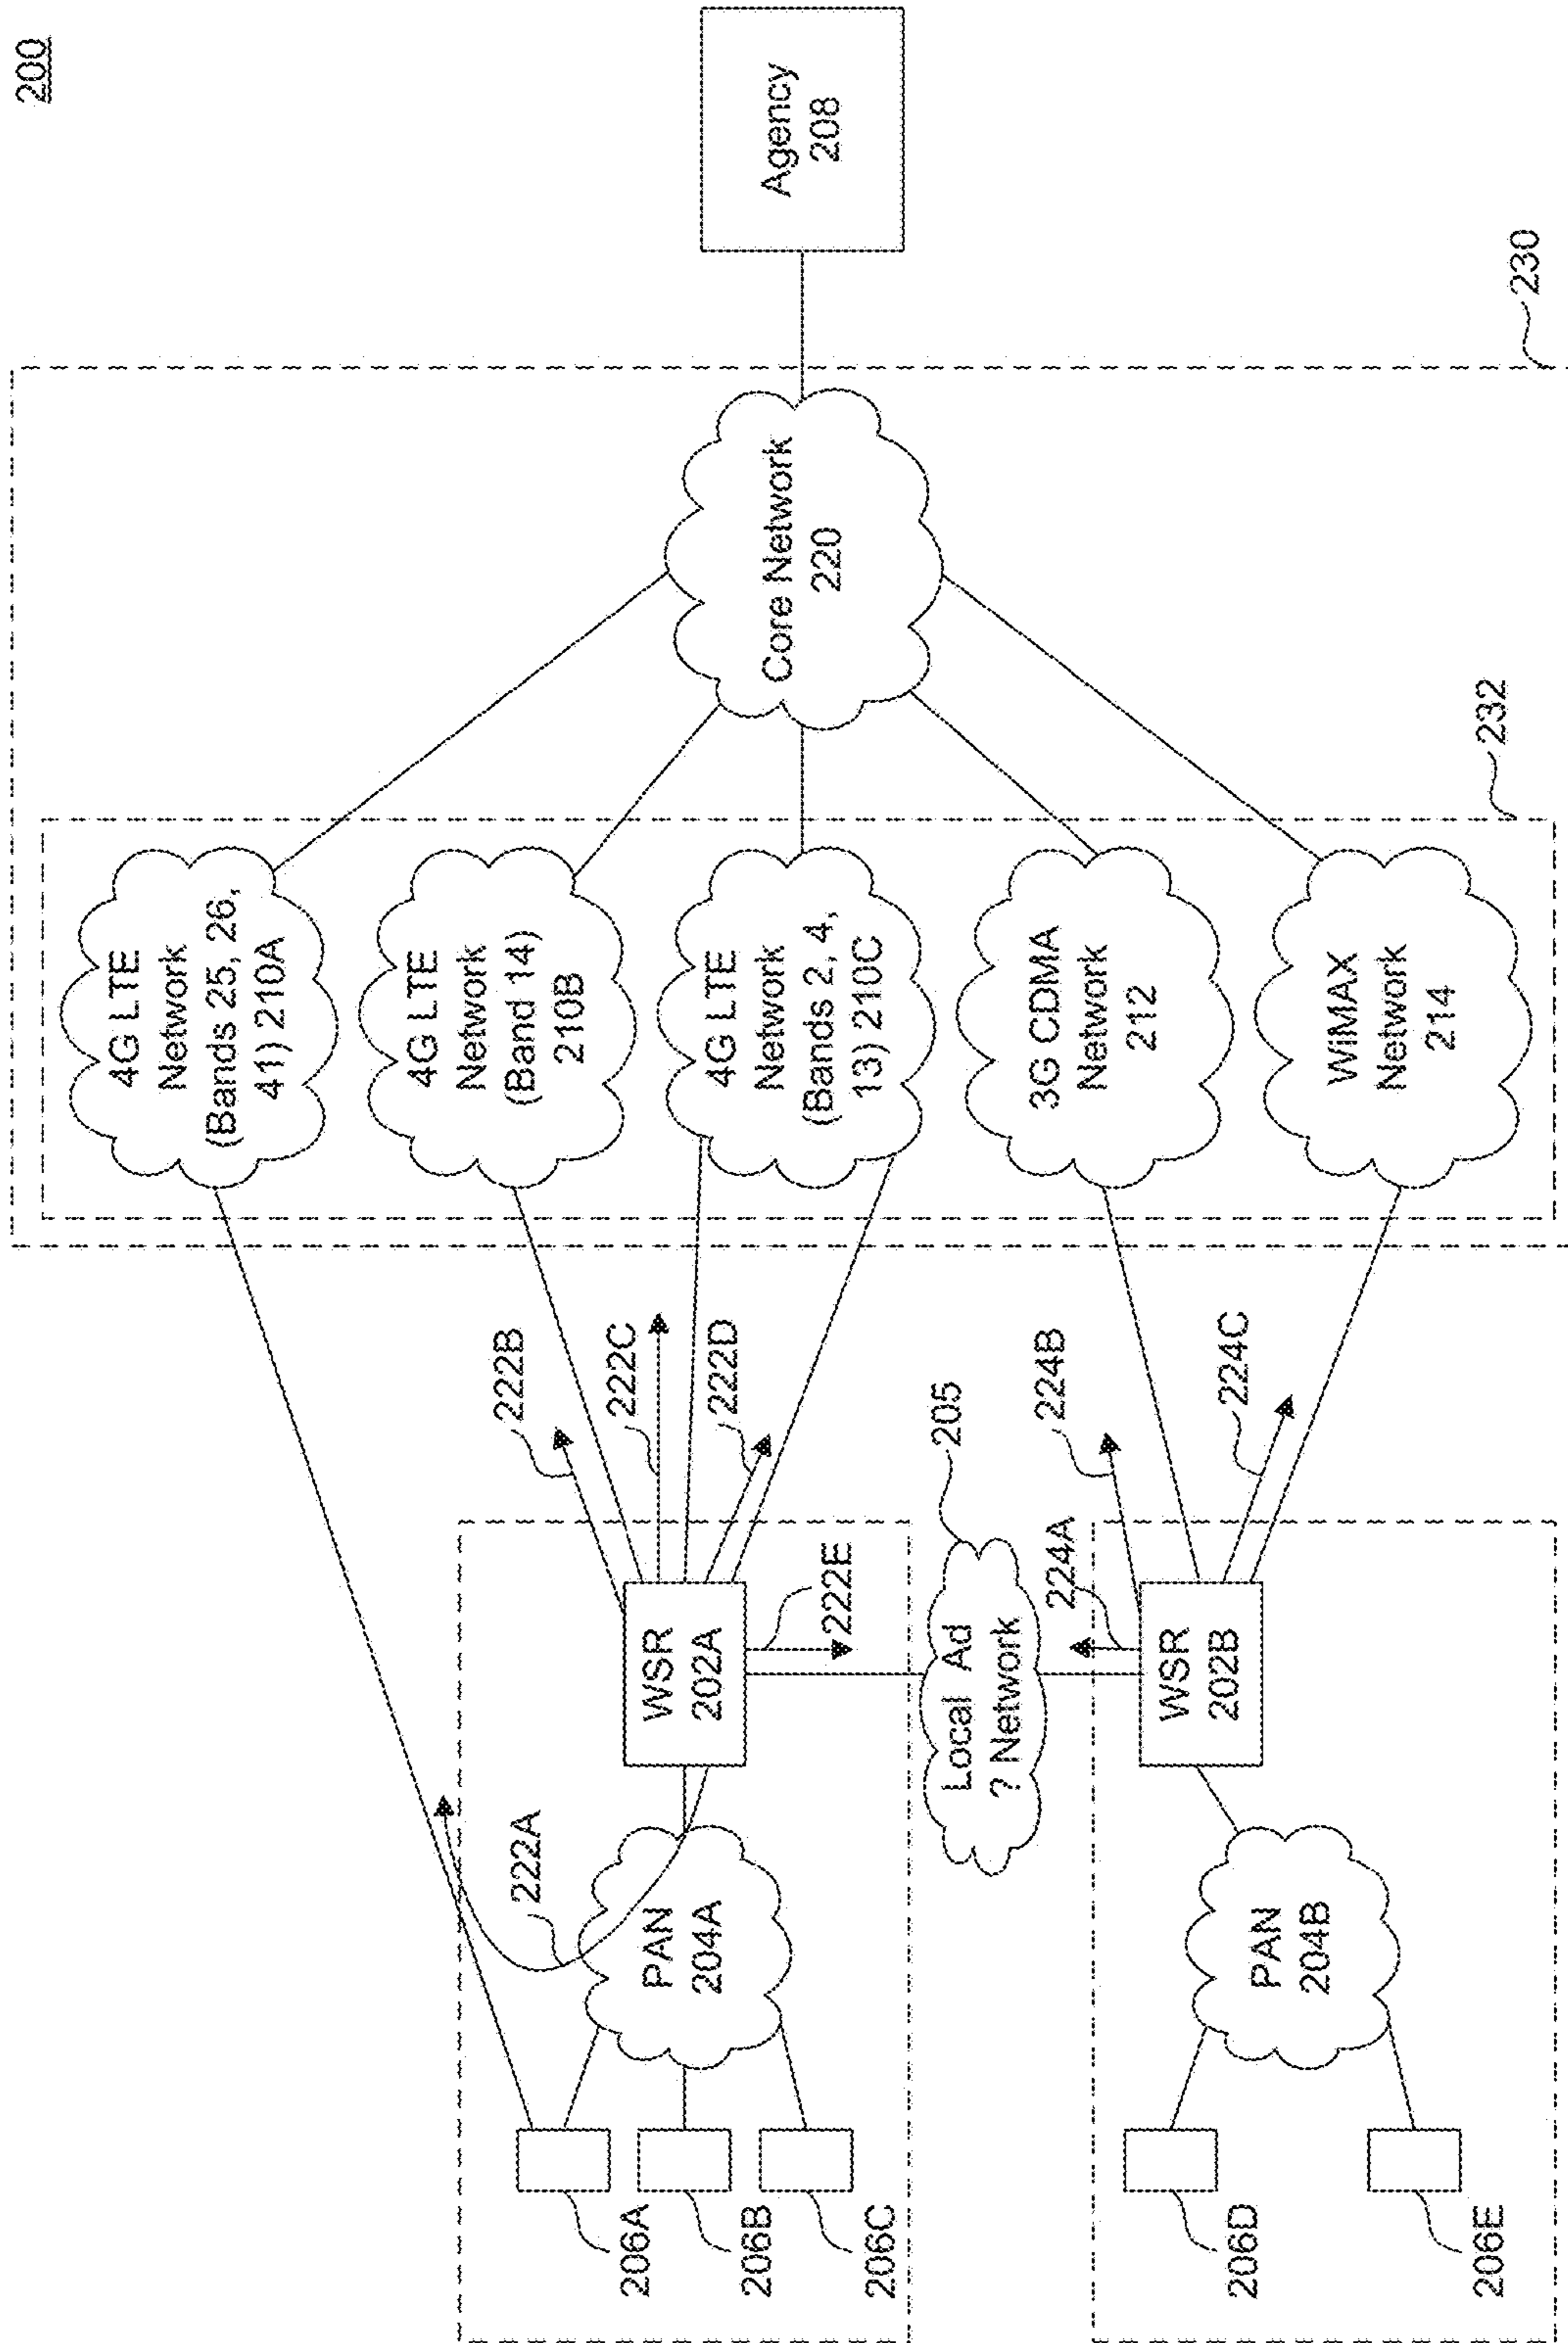 200
Agency
208
230
Core Network
220
232
4G LTE
Network
(Bands 25, 26,
41) 210A
4G LTE
Network
(Band 14)
210B
4G LTE
Network
(Bands 2, 4,
13) 210C
3G CDMA
Network
212
WiMAX
Network
214
222B
222C
222D
224B
224C
205
222E
224A
WSR
202A
Local Ad
? Network
WSR
202B
222A
PAN
204A
PAN
204B
206A
206B
206C
206D
206E